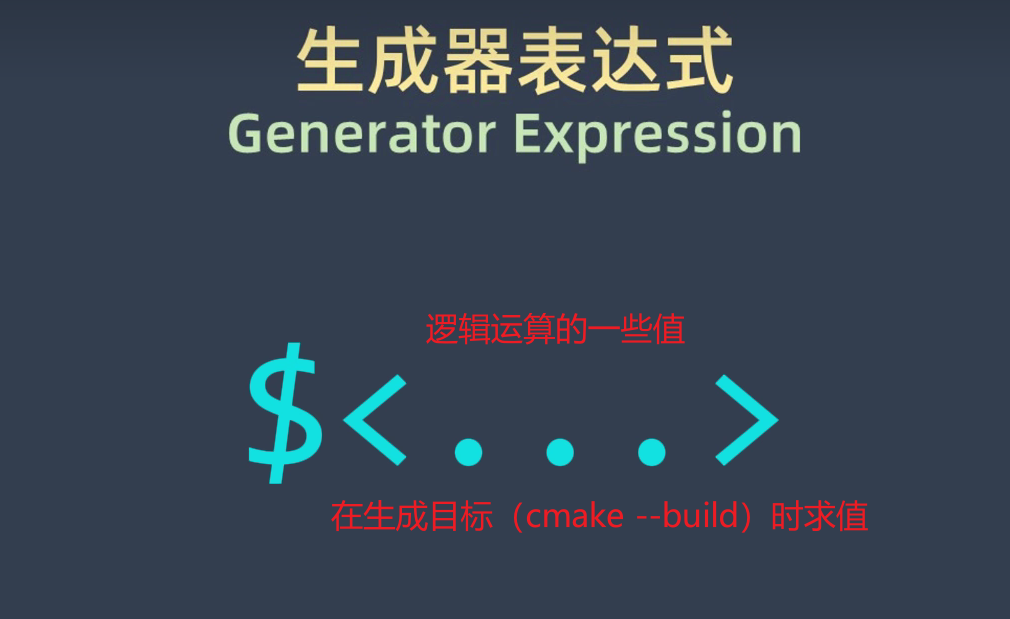 生成器表达式
Generator Expression
逻辑运算的一些值
$<...>
在生成目标（cmake --build）时求值